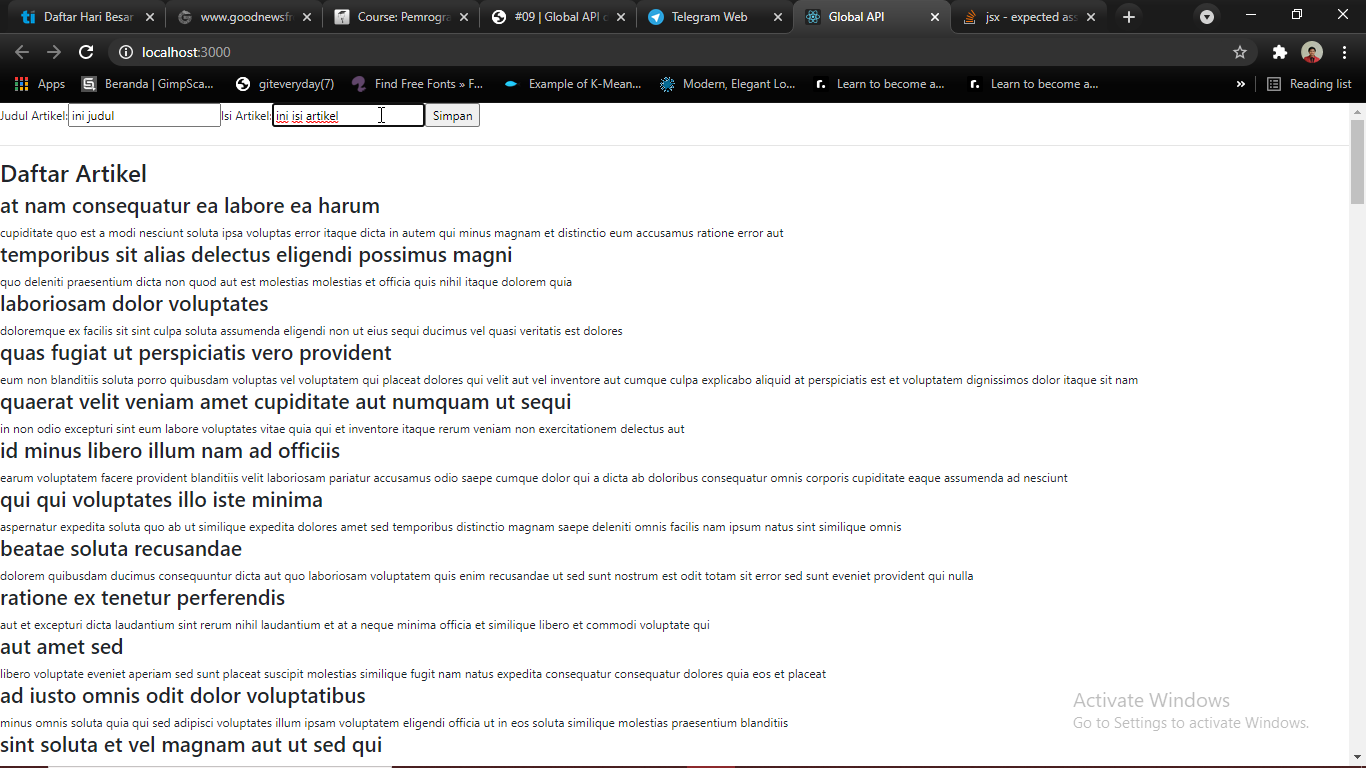 Daftar Hari Besar
www.goodnewsfr
Course: Pemrogra
#09 | Global API c
Telegram Web
Global API
jsx - expected ass
localhost:3000
Apps
Beranda | GimpSca...
giteveryday(7)
Find Free Fonts » F...
Example of K-Mean...
Modern, Elegant Lo...
Learn to become a...
Learn to become a...
»
Reading list
Judul Artikel: ini judul Isi Artikel: ini isi artikel Simpan
Daftar Artikel
at nam consequatur ea labore ea harum
cupiditate quo est a modi nesciunt soluta ipsa voluptas error itaque dicta in autem qui minus magnam et distinctio eum accusamus ratione error aut
temporibus sit alias delectus eligendi possimus magni
quo deleniti praesentium dicta non quod aut est molestias molestias et officia quis nihil itaque dolorem quia
laboriosam dolor voluptates
doloremque ex facilis sit sint culpa soluta assumenda eligendi non ut eius sequi ducimus vel quasi veritatis est dolores
quas fugiat ut perspiciatis vero provident
eum non blanditiis soluta porro quibusdam voluptas vel voluptatem qui placeat dolores qui velit aut vel inventore aut cumque culpa explicabo aliquid at perspiciatis est et voluptatem dignissimos dolor itaque sit nam
quaerat velit veniam amet cupiditate aut numquam ut sequi
in non odio excepturi sint eum labore voluptates vitae quia qui et inventore itaque rerum veniam non exercitationem delectus aut
id minus libero illum nam ad officiis
earum voluptatem facere provident blanditiis velit laboriosam pariatur accusamus odio saepe cumque dolor qui a dicta ab doloribus consequatur omnis corporis cupiditate eaque assumenda ad nesciunt
qui qui voluptates illo iste minima
aspernatur expedita soluta quo ab ut similique expedita dolores amet sed temporibus distinctio magnam saepe deleniti omnis facilis nam ipsum natus sint similique omnis
beatae soluta recusandae
dolorem quibusdam ducimus consequuntur dicta aut quo laboriosam voluptatem quis enim recusandae ut sed sunt nostrum est odit totam sit error sed sunt eveniet provident qui nulla
ratione ex tenetur perferendis
aut et excepturi dicta laudantium sint rerum nihil laudantium et at a neque minima officia et similique libero et commodi voluptate qui
aut amet sed
libero voluptate eveniet aperiam sed sunt placeat suscipit molestias similique fugit nam natus expedita consequatur consequatur dolores quia eos et placeat
ad iusto omnis odit dolor voluptatibus
minus omnis soluta quia qui sed adipisci voluptates illum ipsam voluptatem eligendi officia ut in eos soluta similique molestias praesentium blanditiis
sint soluta et vel magnam aut ut sed qui
Activate Windows
Go to Settings to activate Windows.